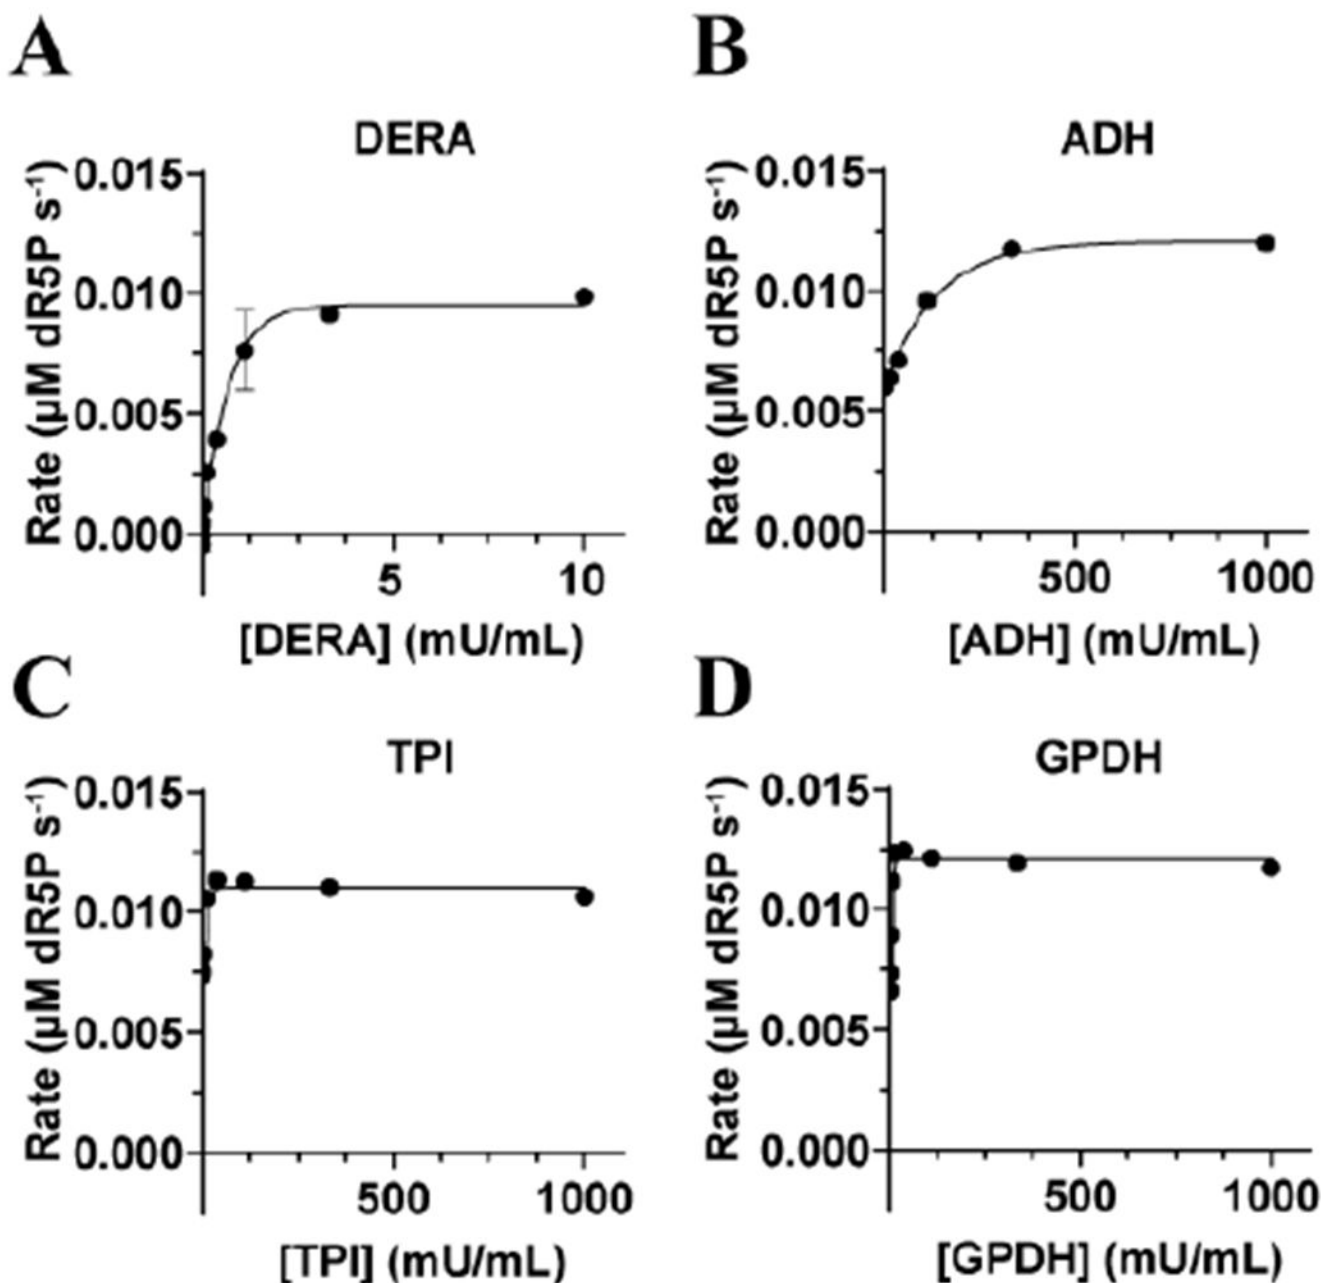 A
DERA
Rate (µM dR5P s⁻¹)
0.015
0.010
0.005
0.000
5 10
[DERA] (mU/mL)
B
ADH
Rate (µM dR5P s⁻¹)
0.015
0.010
0.005
0.000
500 1000
[ADH] (mU/mL)
C
TPI
Rate (µM dR5P s⁻¹)
0.015
0.010
0.005
0.000
500 1000
[TPI] (mU/mL)
D
GPDH
Rate (µM dR5P s⁻¹)
0.015
0.010
0.005
0.000
500 1000
[GPDH] (mU/mL)